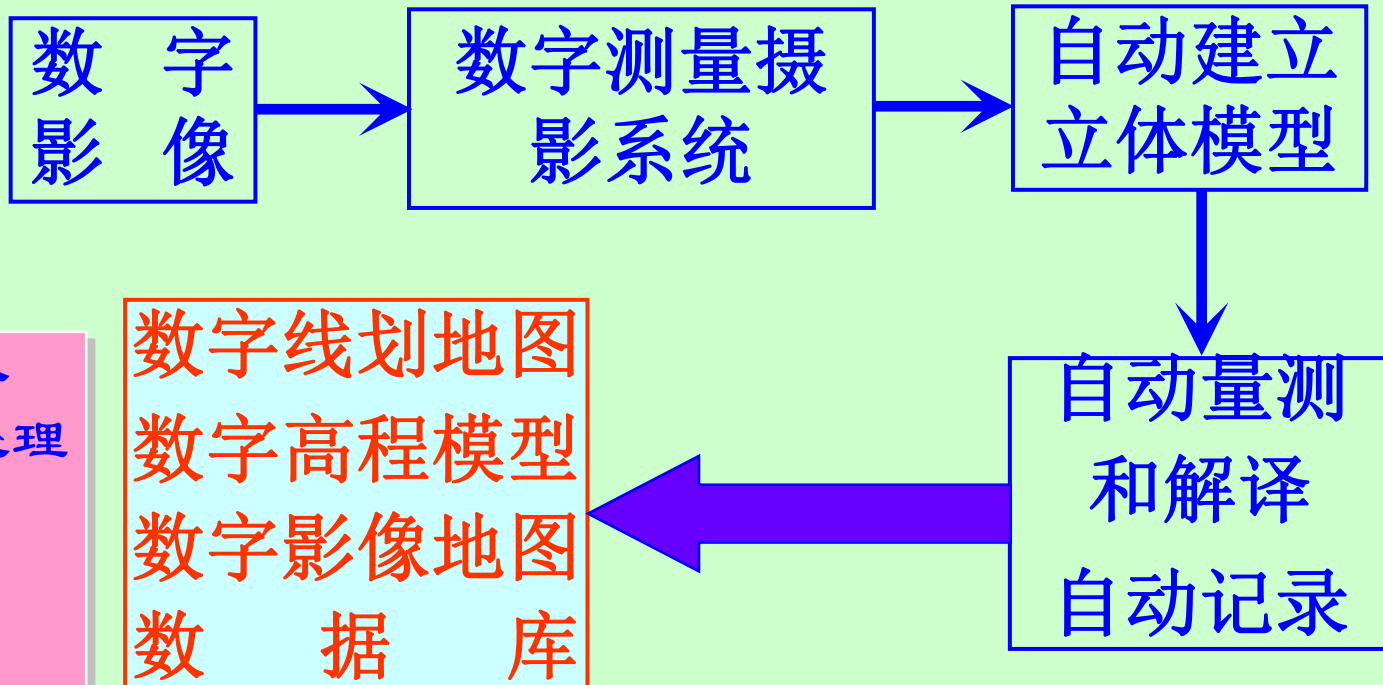 数 字
影 像
数字测量摄
影系统
自动建立
立体模型
自动量测
和解译
自动记录
数字线划地图
数字高程模型
数字影像地图
数 据 库
理